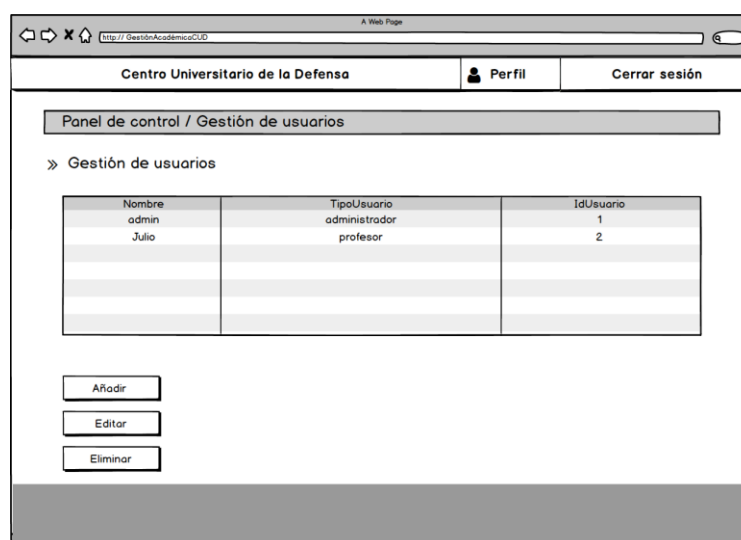 A Web Page
http:// GestiónAcadémicaCUD
Centro Universitario de la Defensa
Perfil
Cerrar sesión
Panel de control / Gestión de usuarios
» Gestión de usuarios
Nombre TipoUsuario IdUsuario
admin administrador 1
Julio profesor 2
Añadir
Editar
Eliminar